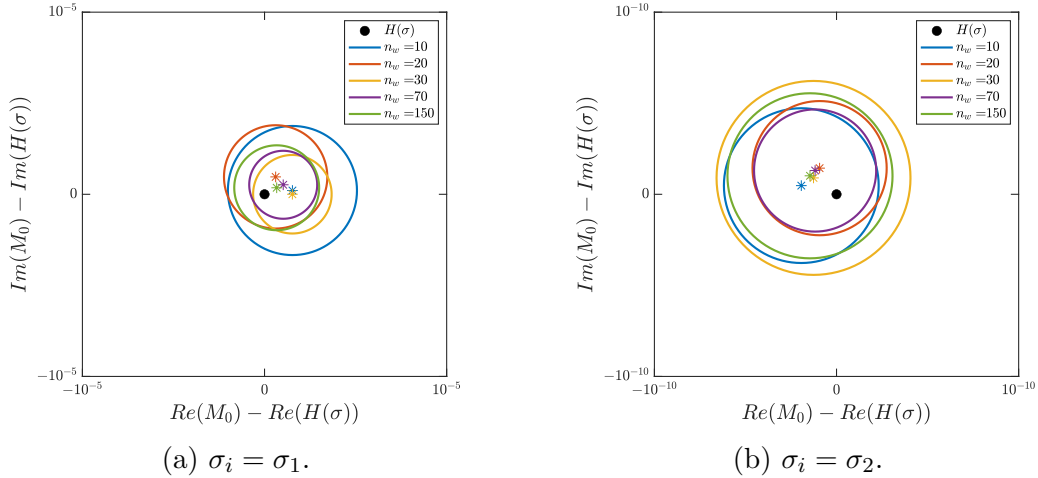 10^{-5}
0
-10^{-5}
Im(M_0) − Im(H(σ))
-10^{-5}
0
10^{-5}
Re(M_0) − Re(H(σ))
H(σ)
n_w =10
n_w =20
n_w =30
n_w =70
n_w =150
(a) σ_i = σ_1.
10^{-10}
0
-10^{-10}
Im(M_0) − Im(H(σ))
-10^{-10}
0
10^{-10}
Re(M_0) − Re(H(σ))
H(σ)
n_w =10
n_w =20
n_w =30
n_w =70
n_w =150
(b) σ_i = σ_2.